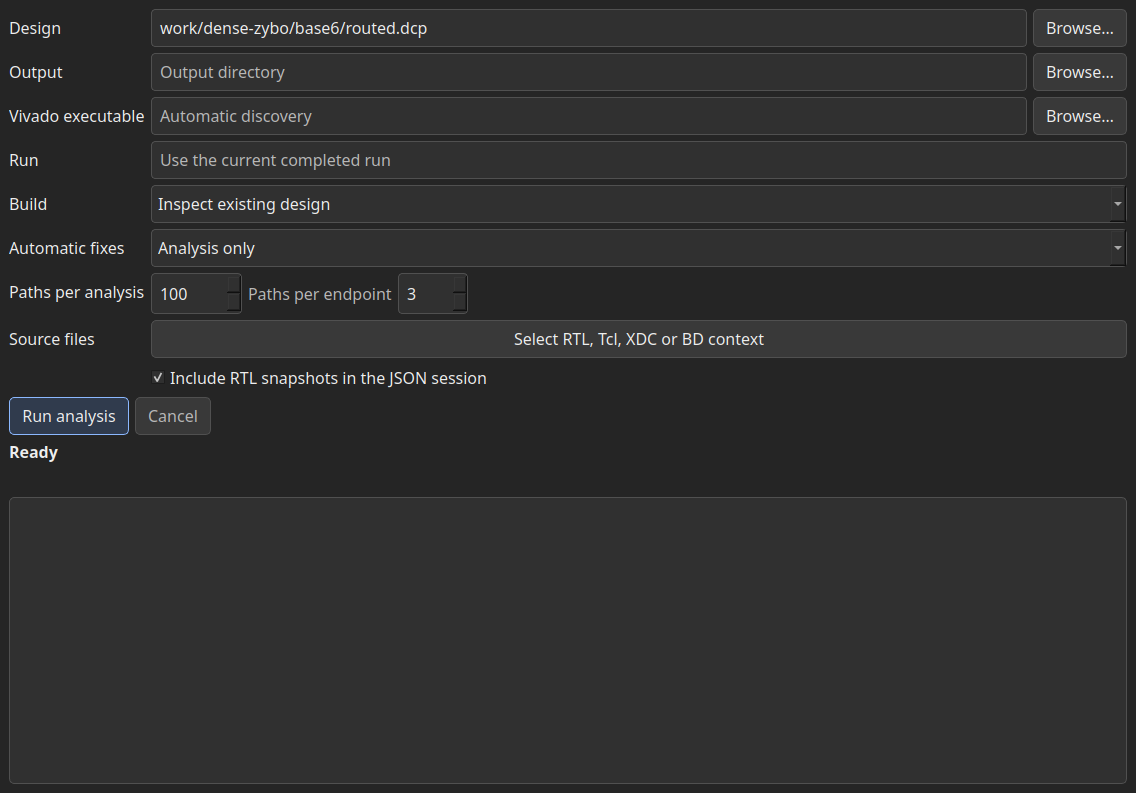 Design work/dense-zybo/base6/routed.dcp Browse...
Output Output directory Browse...
Vivado executable Automatic discovery Browse...
Run Use the current completed run
Build Inspect existing design
Automatic fixes Analysis only
Paths per analysis 100 Paths per endpoint 3
Source files Select RTL, Tcl, XDC or BD context
Include RTL snapshots in the JSON session
Run analysis Cancel
Ready